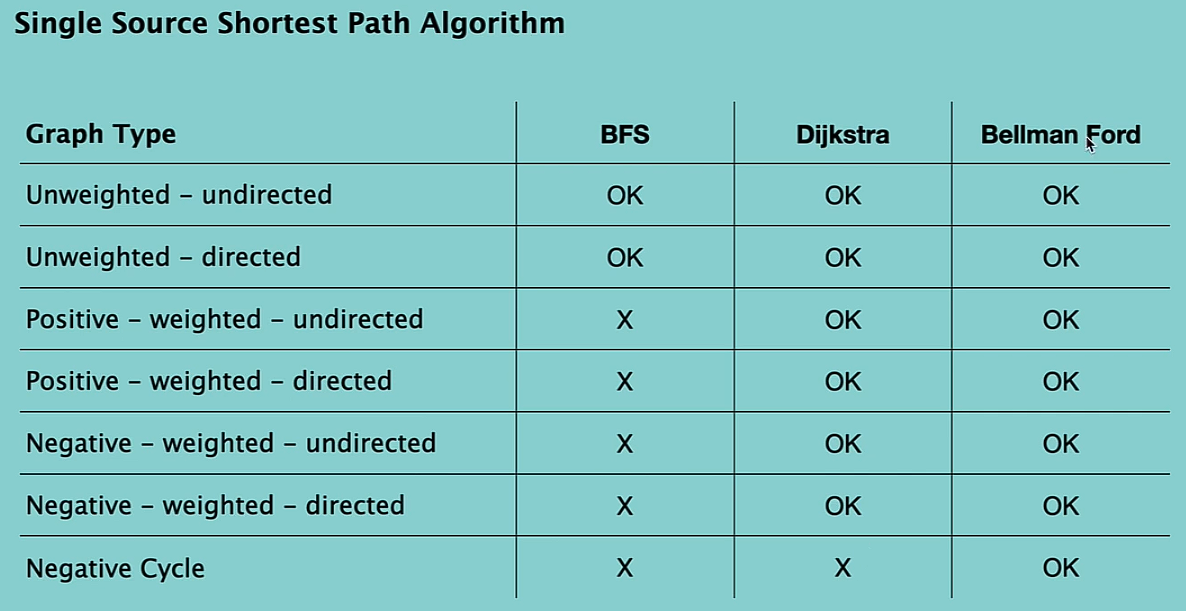 Single Source Shortest Path Algorithm
Graph Type BFS Dijkstra Bellman Ford
Unweighted – undirected OK OK OK
Unweighted – directed OK OK OK
Positive – weighted – undirected X OK OK
Positive – weighted – directed X OK OK
Negative – weighted – undirected X OK OK
Negative – weighted – directed X OK OK
Negative Cycle X X OK